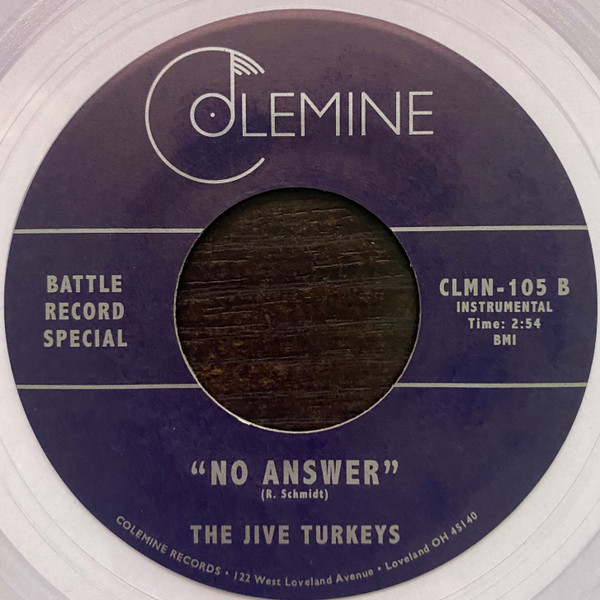 COLEMINE
BATTLE
RECORD
SPECIAL
CLMN-105 B
INSTRUMENTAL
Time: 2:54
BMI
“NO ANSWER”
(R. Schmidt)
THE JIVE TURKEYS
COLEMINE RECORDS • 122 West Loveland Avenue • Loveland OH 45140